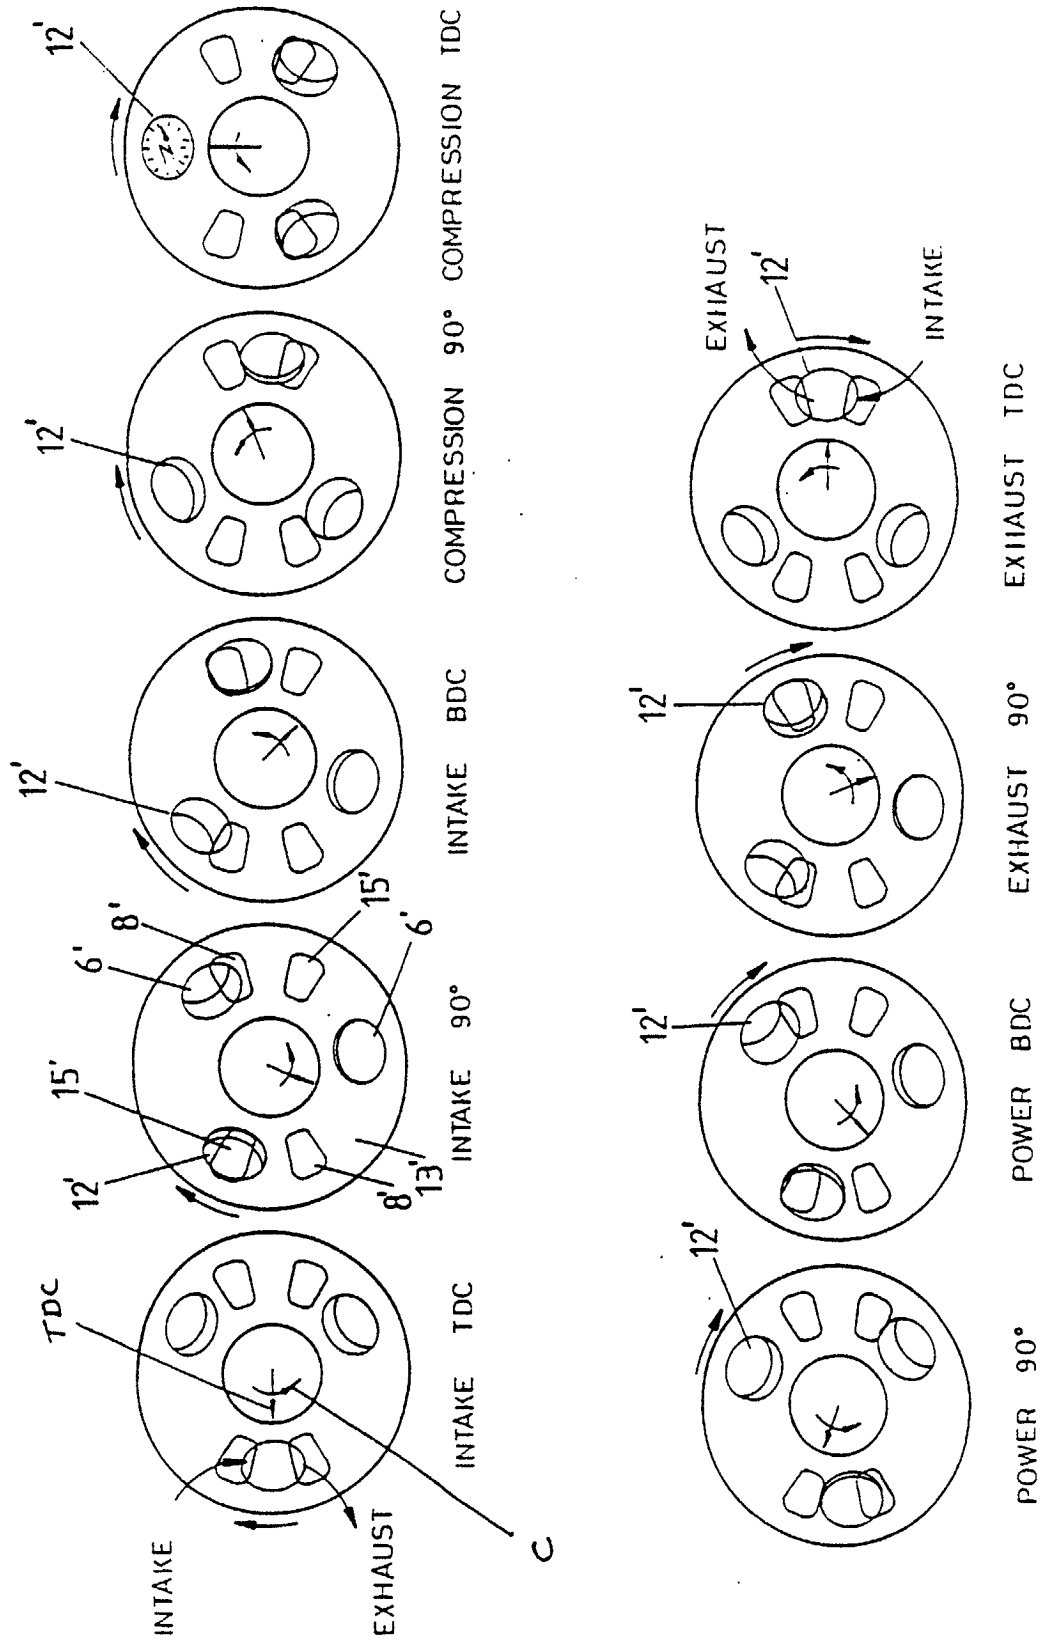 TDC
INTAKE
EXHAUST
C
INTAKE TDC
12'
15'
6'
8'
15'
6'
8'
13'
INTAKE 90°
12'
INTAKE BDC
12'
COMPRESSION 90°
12'
COMPRESSION TDC
12'
POWER 90°
12'
POWER BDC
12'
EXHAUST 90°
EXHAUST
12'
INTAKE
EXHAUST TDC